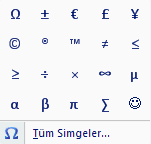 Ω ± € £ ¥
© ® ™ ≠ ≤
≥ ÷ × ∞ µ
α β π ∑ ☺
Ω Tüm Simgeler...